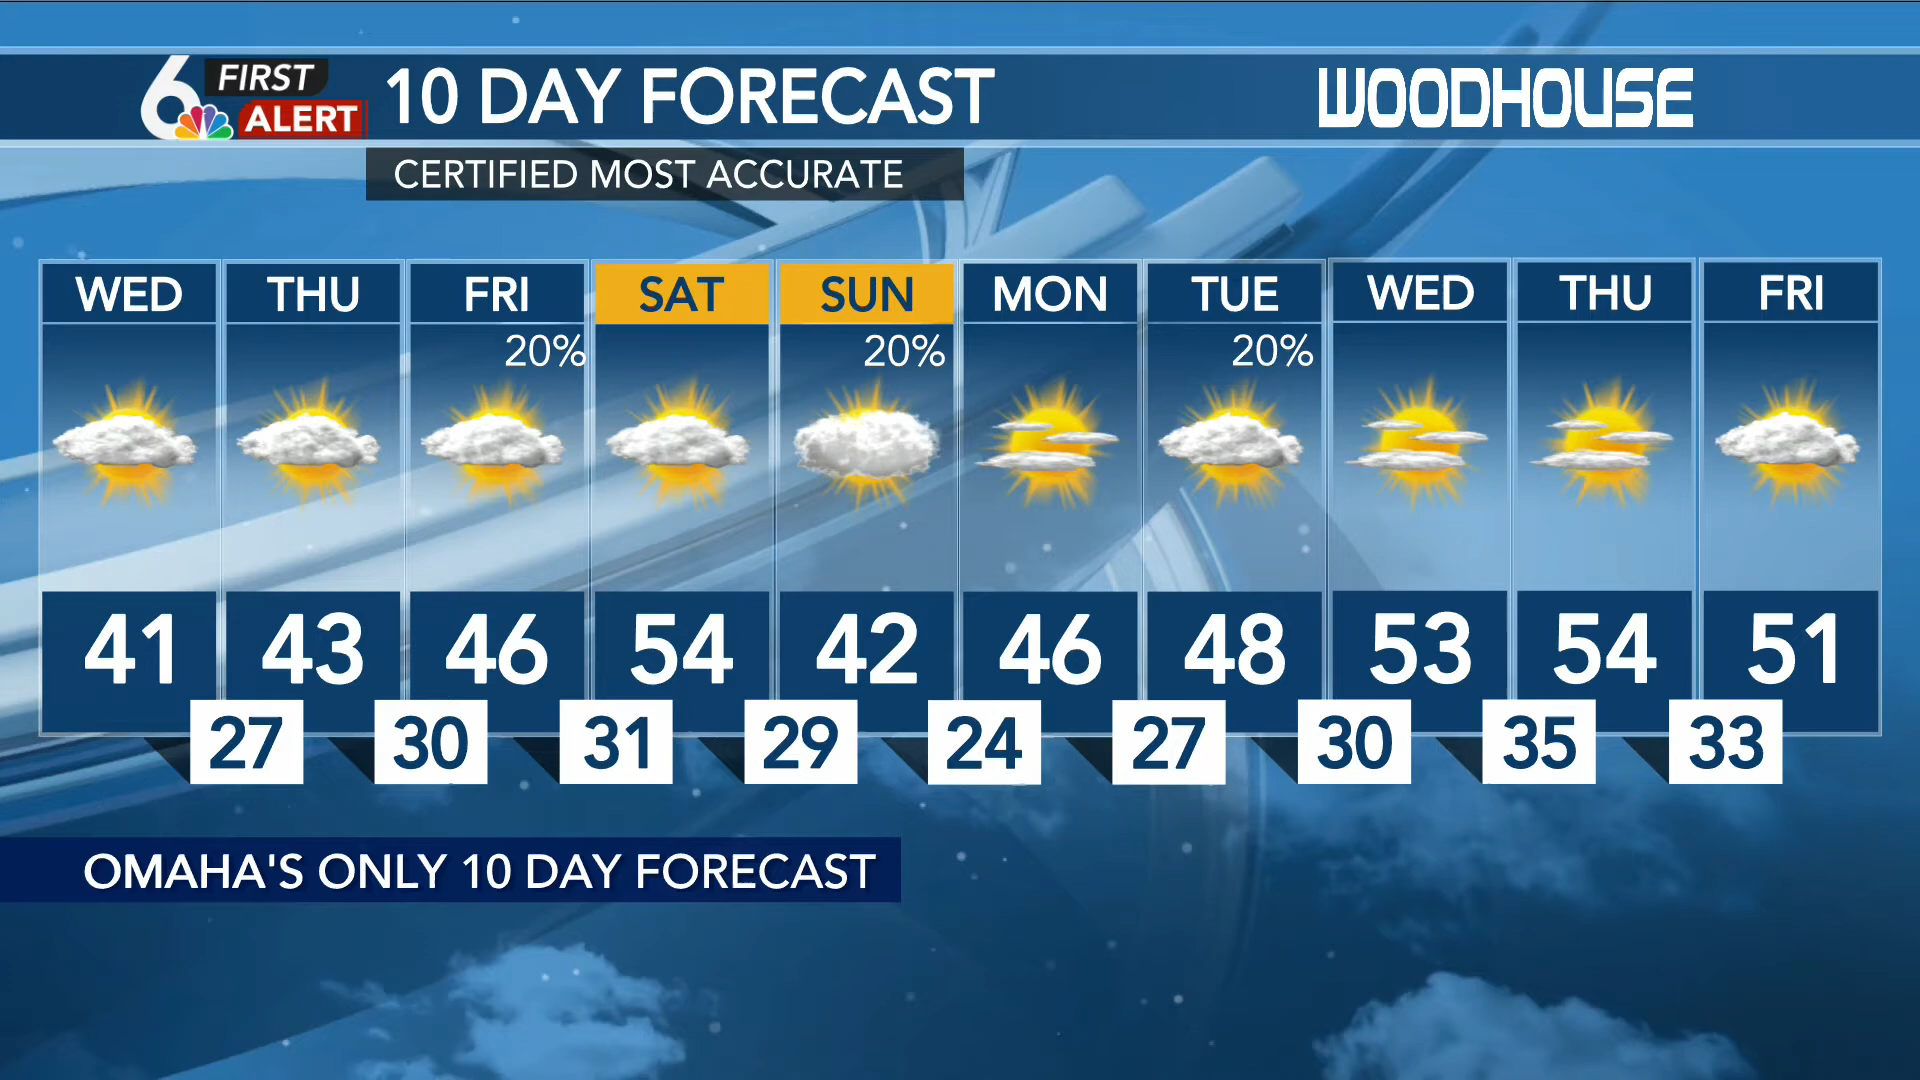 6 FIRST ALERT 10 DAY FORECAST WOODHOUSE
CERTIFIED MOST ACCURATE
WED THU FRI SAT SUN MON TUE WED THU FRI
20% 20% 20%
41 43 46 54 42 46 48 53 54 51
27 30 31 29 24 27 30 35 33
OMAHA'S ONLY 10 DAY FORECAST